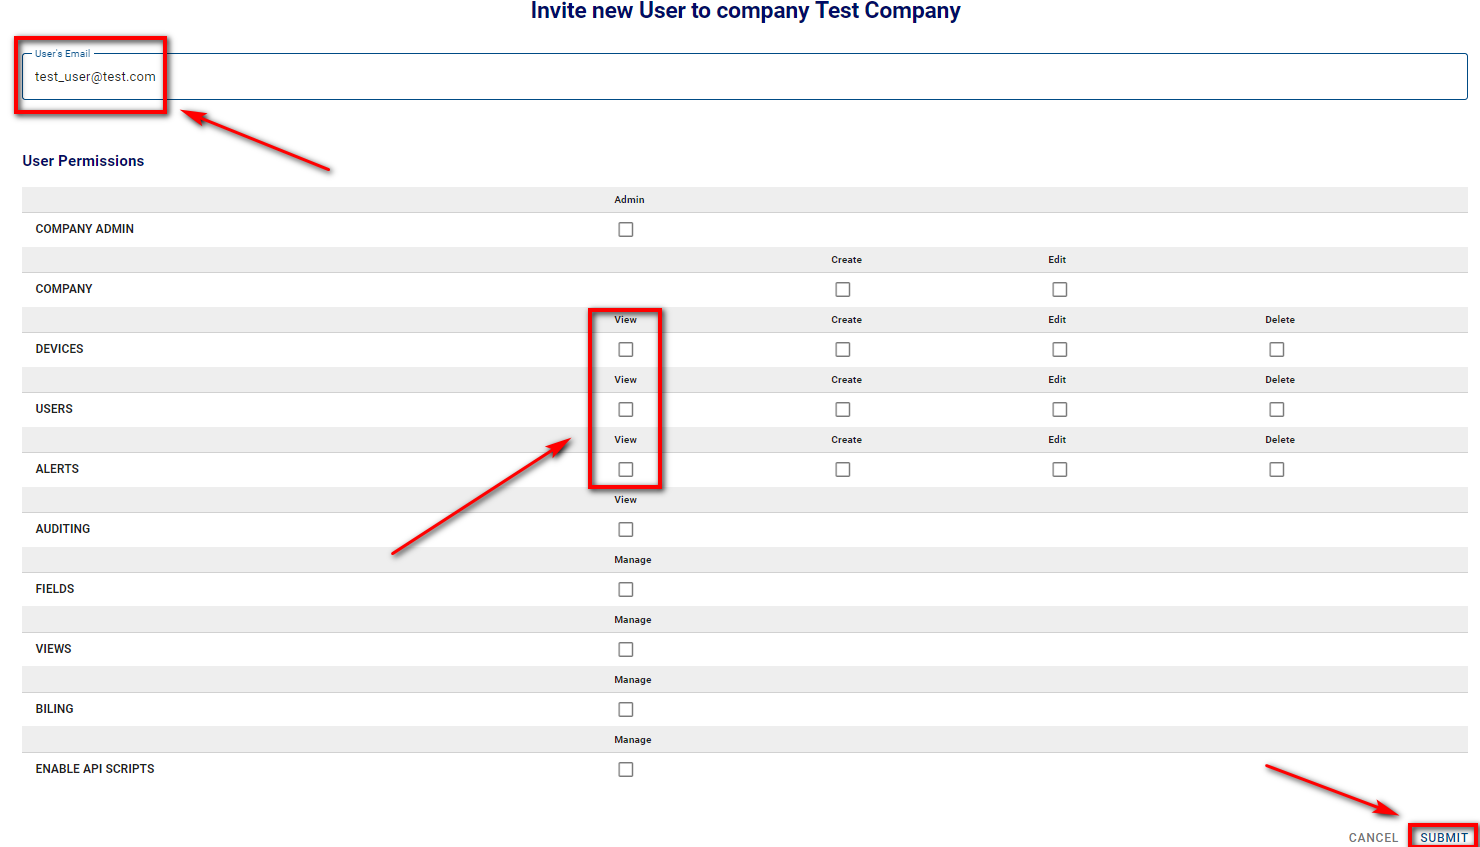 Invite new User to company Test Company
User's Email
test_user@test.com
User Permissions
Admin
COMPANY ADMIN
Create Edit
COMPANY
View Create Edit Delete
DEVICES
View Create Edit Delete
USERS
View Create Edit Delete
ALERTS
View
AUDITING
Manage
FIELDS
Manage
VIEWS
Manage
BILING
Manage
ENABLE API SCRIPTS
CANCEL SUBMIT